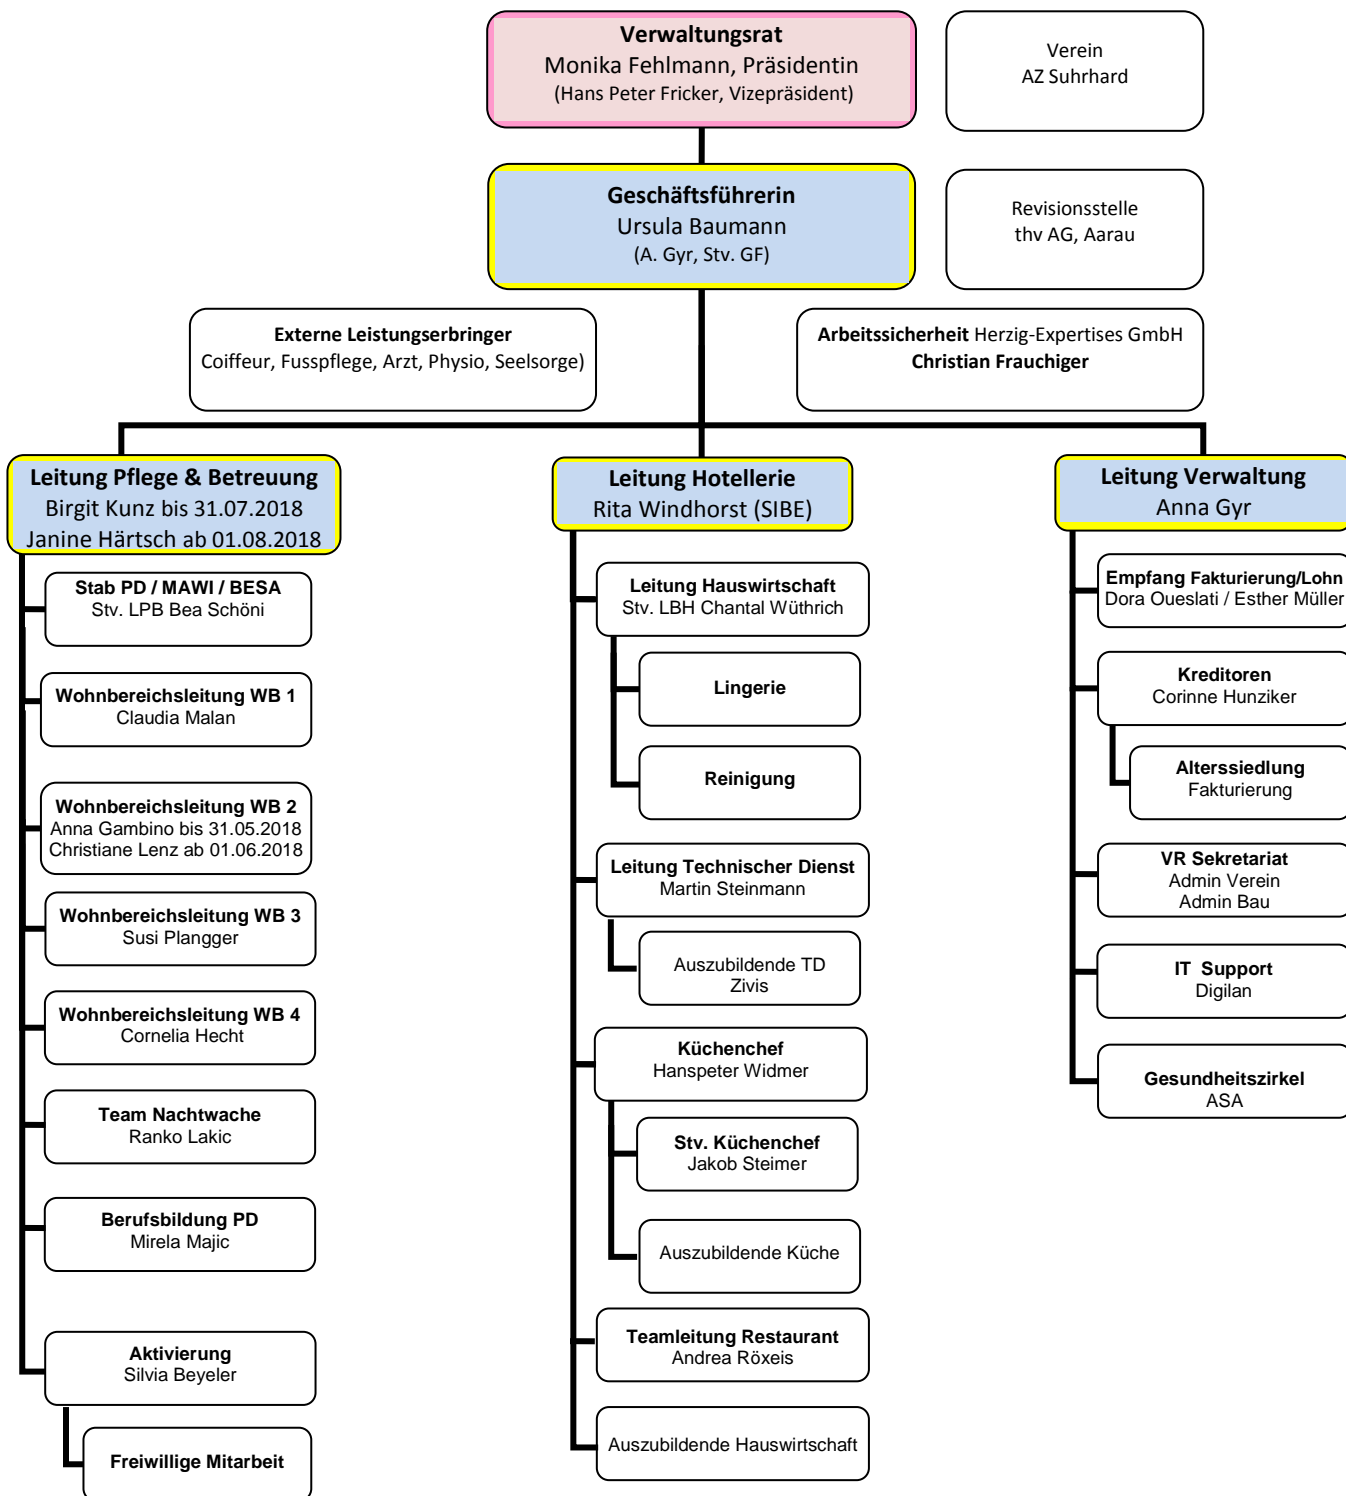 Verwaltungsrat
Monika Fehlmann, Präsidentin
(Hans Peter Fricker, Vizepräsident)
Verein
AZ Suhrhard
Geschäftsführerin
Ursula Baumann
(A. Gyr, Stv. GF)
Revisionsstelle
thv AG, Aarau
Externe Leistungserbringer
Coiffeur, Fusspflege, Arzt, Physio, Seelsorge)
Arbeitssicherheit Herzig-Expertises GmbH
Christian Frauchiger
Leitung Pflege & Betreuung
Birgit Kunz bis 31.07.2018
Janine Härtsch ab 01.08.2018
Stab PD / MAWI / BESA
Stv. LPB Bea Schöni
Wohnbereichsleitung WB 1
Claudia Malan
Wohnbereichsleitung WB 2
Anna Gambino bis 31.05.2018
Christiane Lenz ab 01.06.2018
Wohnbereichsleitung WB 3
Susi Plangger
Wohnbereichsleitung WB 4
Cornelia Hecht
Team Nachtwache
Ranko Lakic
Berufsbildung PD
Mirela Majic
Aktivierung
Silvia Beyeler
Freiwillige Mitarbeit
Leitung Hotellerie
Rita Windhorst (SIBE)
Leitung Hauswirtschaft
Stv. LBH Chantal Wüthrich
Lingerie
Reinigung
Leitung Technischer Dienst
Martin Steinmann
Auszubildende TD
Zivis
Küchenchef
Hanspeter Widmer
Stv. Küchenchef
Jakob Steimer
Auszubildende Küche
Teamleitung Restaurant
Andrea Röxeis
Auszubildende Hauswirtschaft
Leitung Verwaltung
Anna Gyr
Empfang Fakturierung/Lohn
Dora Oueslati / Esther Müller
Kreditoren
Corinne Hunziker
Alterssiedlung
Fakturierung
VR Sekretariat
Admin Verein
Admin Bau
IT Support
Digilan
Gesundheitszirkel
ASA